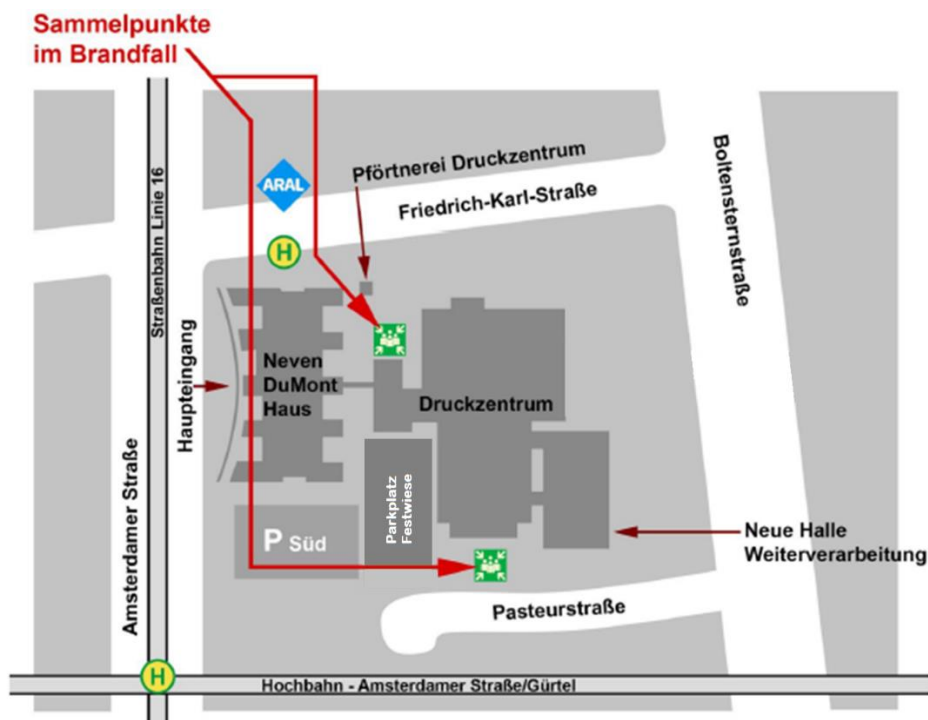 Sammelpunkte
im Brandfall
Straßenbahn Linie 16
ARAL
Pförtnerei Druckzentrum
Friedrich-Karl-Straße
Boltensternstraße
H
Haupteingang
Neven
DuMont
Haus
Druckzentrum
Amsterdamer Straße
P Süd
Parkplatz
Festwiese
Neue Halle
Weiterverarbeitung
Pasteurstraße
H
Hochbahn - Amsterdamer Straße/Gürtel